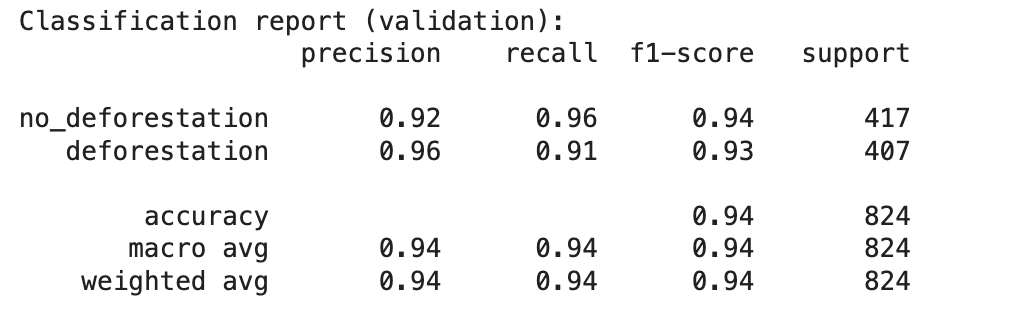 Classification report (validation):
precision recall f1-score support
no_deforestation 0.92 0.96 0.94 417
deforestation 0.96 0.91 0.93 407
accuracy 0.94 824
macro avg 0.94 0.94 0.94 824
weighted avg 0.94 0.94 0.94 824